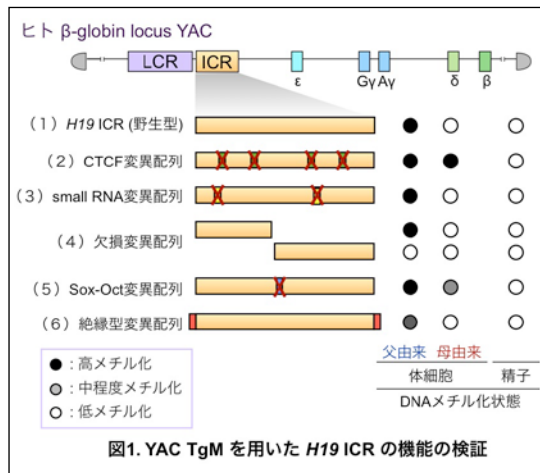 ヒト β-globin locus YAC
LCR
ICR
ε
Gγ
Aγ
δ
β
（1）H19 ICR (野生型)
（2）CTCF変異配列
（3）small RNA変異配列
（4）欠損変異配列
（5）Sox-Oct変異配列
（6）絶縁型変異配列
父由来
母由来
体細胞
精子
DNAメチル化状態
：高メチル化
：中程度メチル化
：低メチル化
図1. YAC TgM を用いた H19 ICR の機能の検証